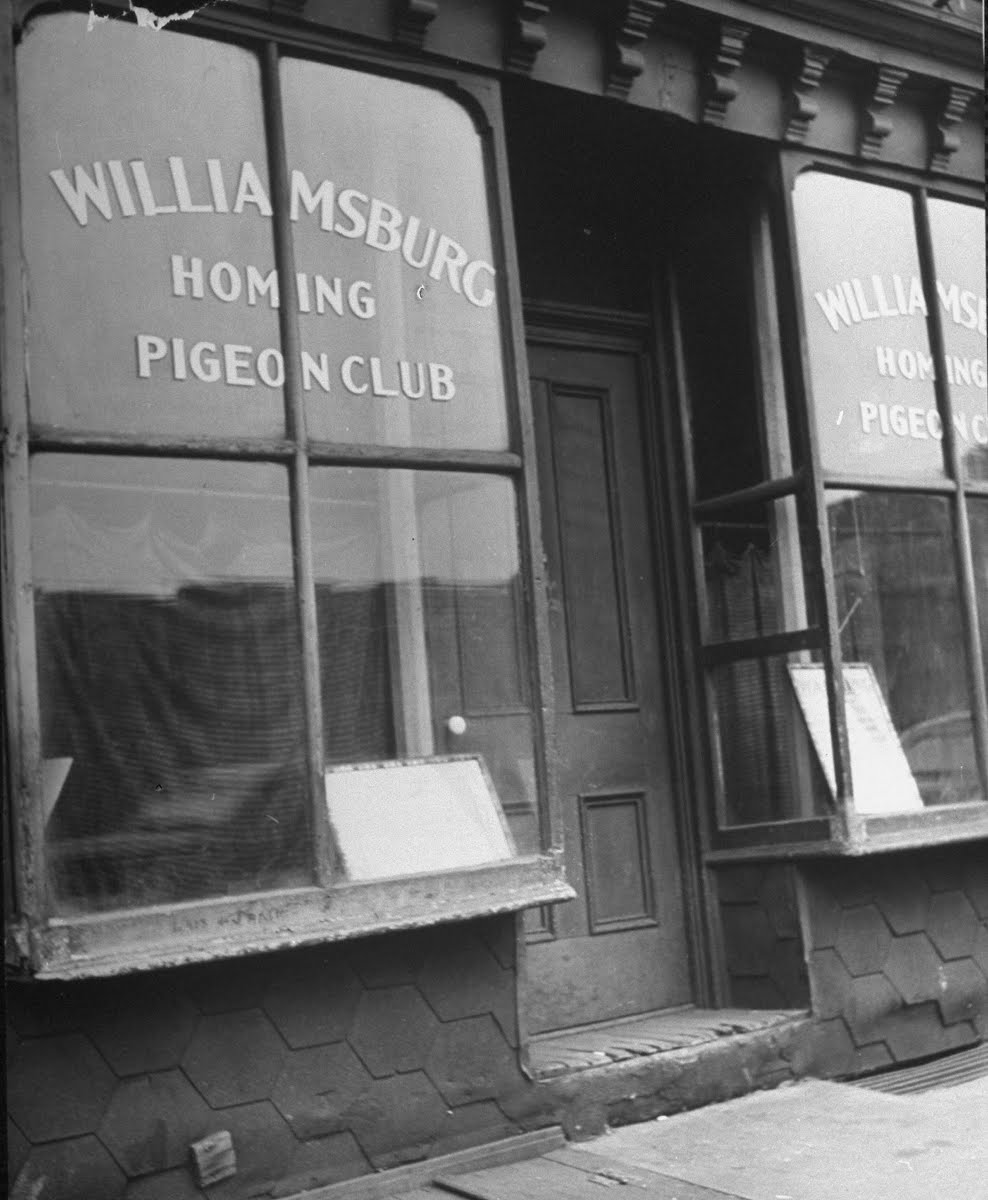 WILLIAMSBURG
HOMING
PIGEON CLUB
WILLIAMSB
HOMING
PIGEON C